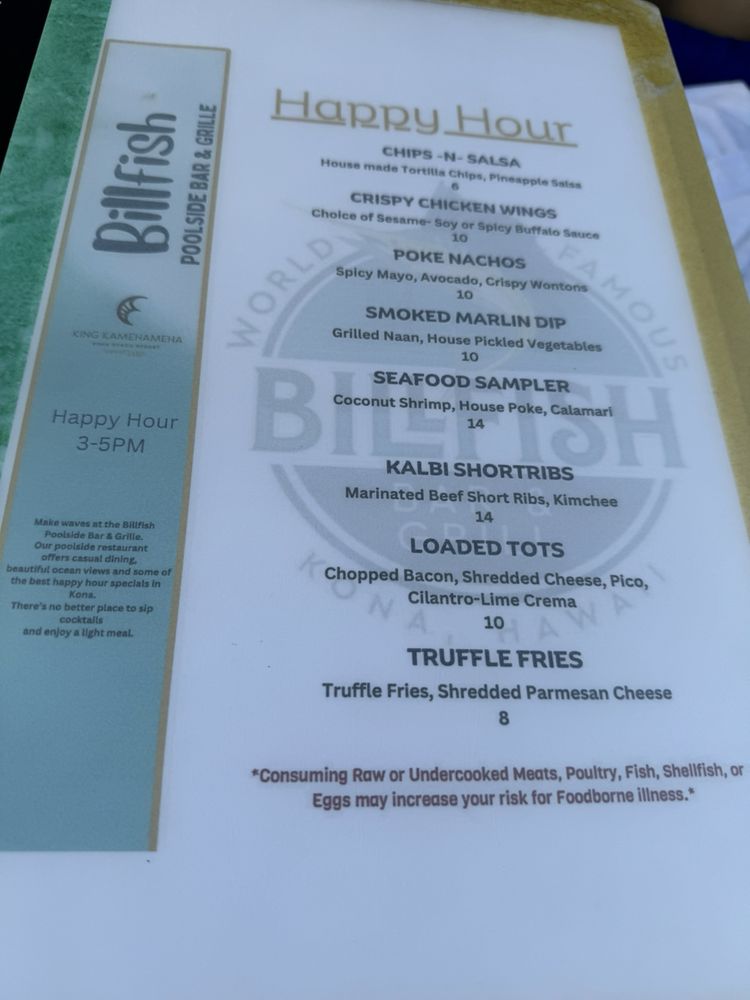 Billfish
POOLSIDE BAR & GRILLE
KING KAMEHAMEHA
Happy Hour
3-5PM
Make waves at the Billfish
Poolside Bar & Grille.
Our poolside restaurant
offers casual dining,
beautiful ocean views and some of
the best happy hour specials in
Kona.
There's no better place to sip
cocktails
and enjoy a light meal.
Happy Hour
CHIPS -N- SALSA
House made Tortilla Chips, Pineapple Salsa
6
CRISPY CHICKEN WINGS
Choice of Sesame- Soy or Spicy Buffalo Sauce
10
POKE NACHOS
Spicy Mayo, Avocado, Crispy Wontons
10
SMOKED MARLIN DIP
Grilled Naan, House Pickled Vegetables
10
SEAFOOD SAMPLER
Coconut Shrimp, House Poke, Calamari
14
KALBI SHORTRIBS
Marinated Beef Short Ribs, Kimchee
14
LOADED TOTS
Chopped Bacon, Shredded Cheese, Pico,
Cilantro-Lime Crema
10
TRUFFLE FRIES
Truffle Fries, Shredded Parmesan Cheese
8
*Consuming Raw or Undercooked Meats, Poultry, Fish, Shellfish, or
Eggs may increase your risk for Foodborne illness.*
WORLD FAMOUS
BILLFISH
BAR &
GRILL
KONA, HAWAII